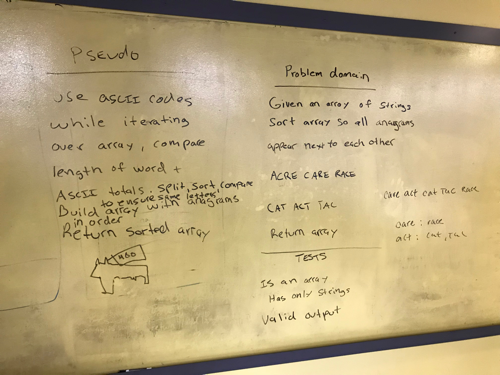 Pseudo
use ASCII codes
while iterating
over array, compare
length of word +
ASCII totals. split, sort, compare
to ensure same letters
Build array with anagrams
in order
Return sorted array
Problem domain
Given an array of strings
Sort array so all anagrams
appear next to each other
ACRE CARE RACE
CAT ACT TAC
Return array
TESTS
Is an array
Has only strings
Valid output
care act cat tac race
care : race
act : cat, tac